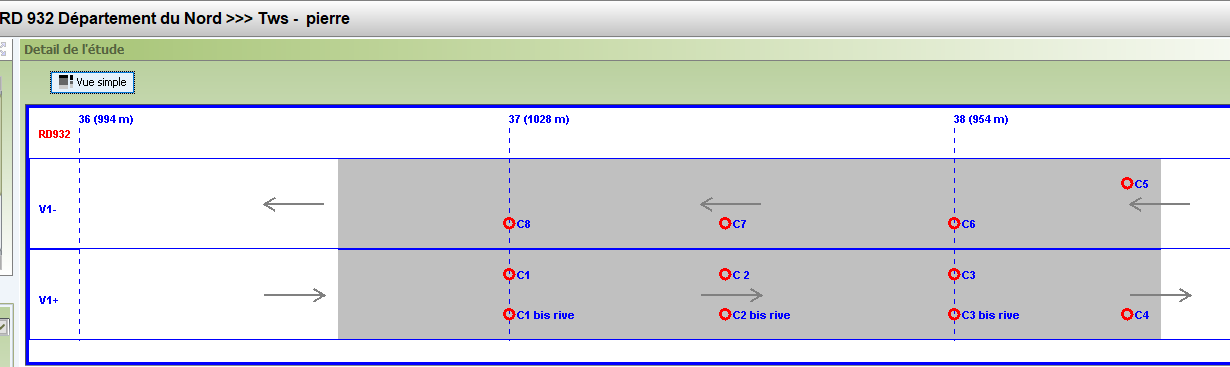 RD 932 Département du Nord >>> Tws - pierre
Detail de l'étude
Vue simple
36 (994 m) 37 (1028 m) 38 (954 m)
RD932
C5
V1-
C8 C7 C6
C1 C 2 C3
V1+
C1 bis rive C2 bis rive C3 bis rive C4